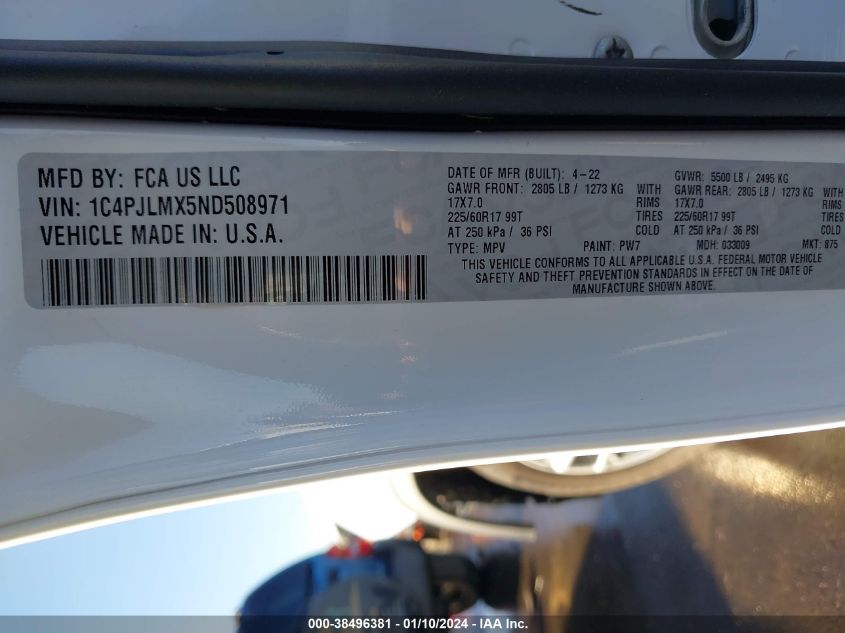 MFD BY: FCA US LLC
VIN: 1C4PJLMX5ND508971
VEHICLE MADE IN: U.S.A.
DATE OF MFR (BUILT): 4-22 GVWR: 5500 LB / 2495 KG
GAWR FRONT: 2805 LB / 1273 KG WITH GAWR REAR: 2805 LB / 1273 KG
17X7.0 RIMS 17X7.0
225/60R17 99T TIRES 225/60R17 99T
AT 250 kPa / 36 PSI COLD AT 250 kPa / 36 PSI
TYPE: MPV PAINT: PW7 MDH: 033009 MKT: 875
THIS VEHICLE CONFORMS TO ALL APPLICABLE U.S.A. FEDERAL MOTOR VEHICLE
SAFETY AND THEFT PREVENTION STANDARDS IN EFFECT ON THE DATE OF
MANUFACTURE SHOWN ABOVE.
000-38496381 - 01/10/2024 - IAA Inc.